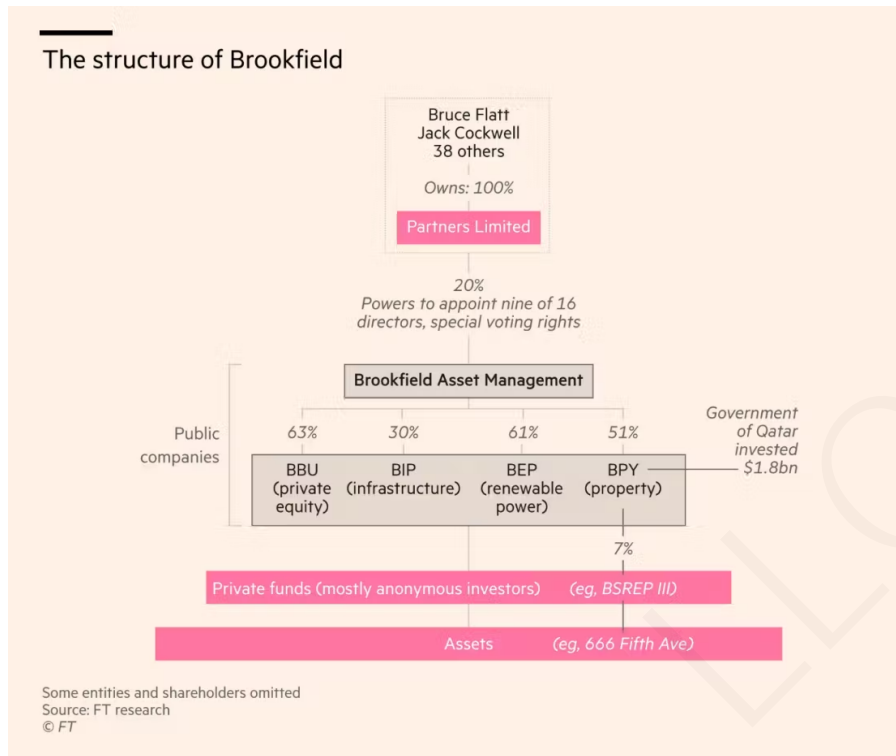 The structure of Brookfield
Bruce Flatt
Jack Cockwell
38 others
Owns: 100%
Partners Limited
20%
Powers to appoint nine of 16
directors, special voting rights
Brookfield Asset Management
Public
companies
63%
30%
61%
51%
Government
of Qatar
invested
$1.8bn
BBU
(private
equity)
BIP
(infrastructure)
BEP
(renewable
power)
BPY
(property)
7%
Private funds (mostly anonymous investors) (eg, BSREP III)
Assets (eg, 666 Fifth Ave)
Some entities and shareholders omitted
Source: FT research
© FT